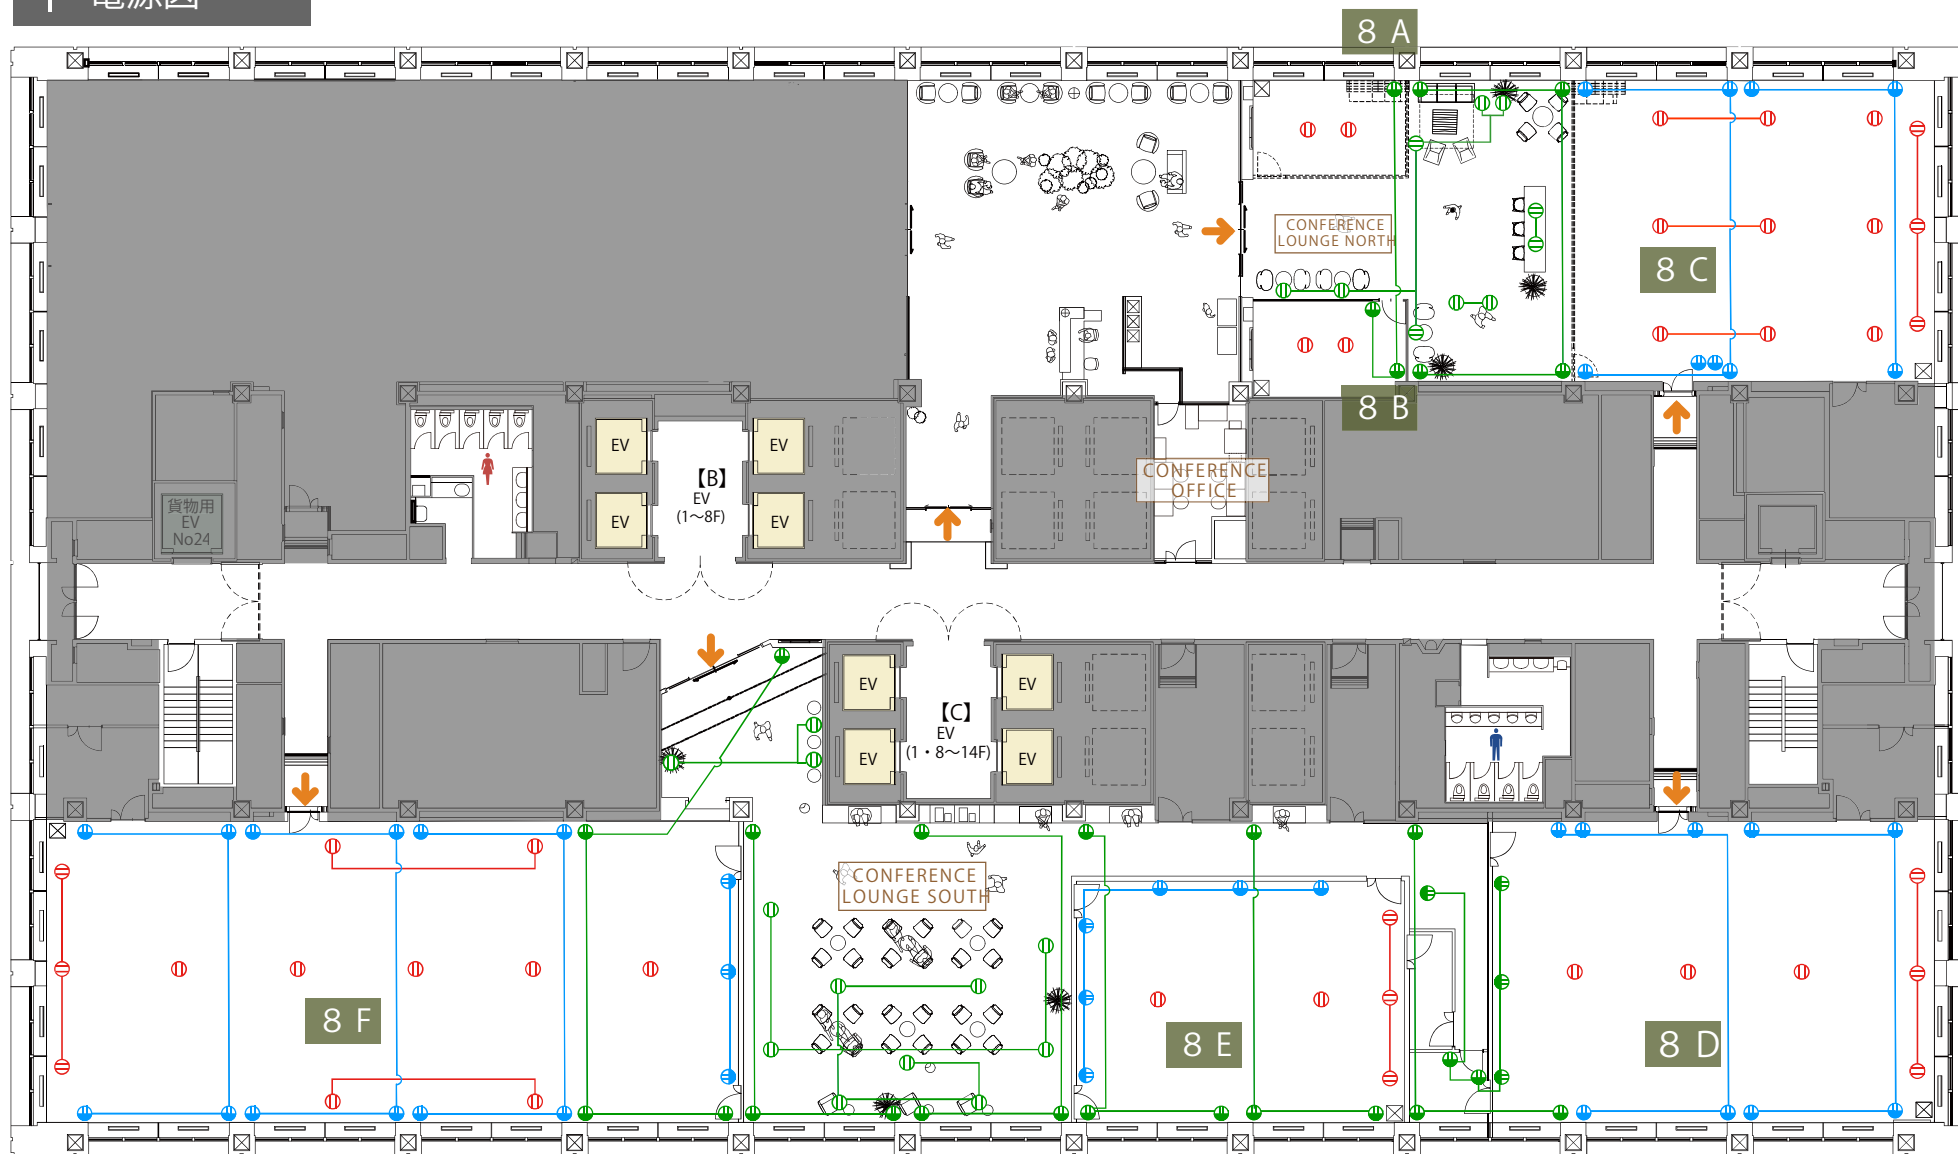 電源図
8 A
CONFERENCE
LOUNGE NORTH
8 C
8 B
EV
EV
【B】
EV
(1～8F)
EV
EV
CONFERENCE
OFFICE
貨物用
EV
No24
EV
EV
【C】
EV
(1・8～14F)
EV
EV
CONFERENCE
LOUNGE SOUTH
8 F
8 E
8 D